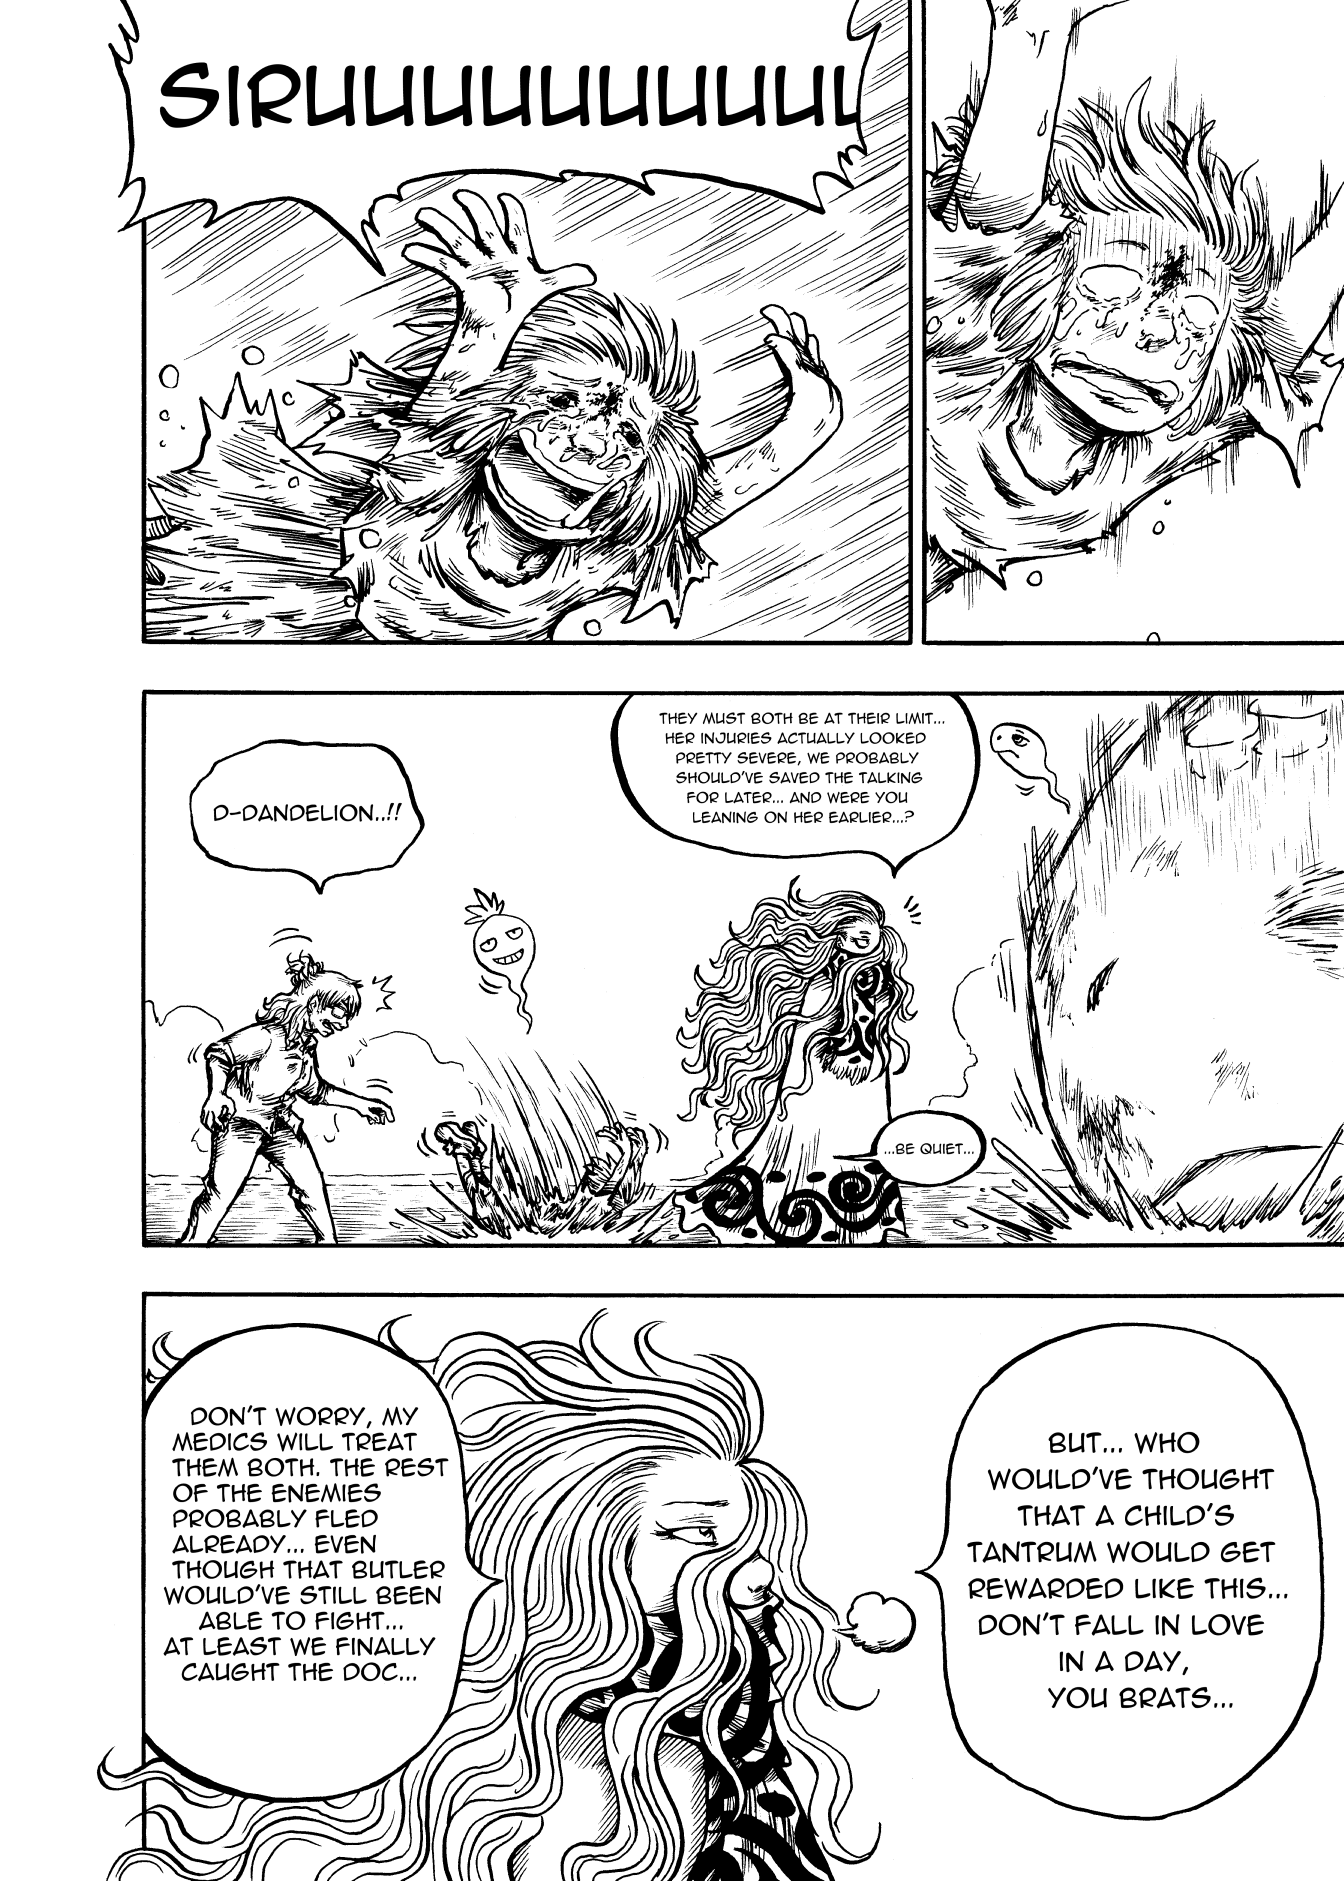 SIRUUUUUUUUU
D-DANDELION..!!
THEY MUST BOTH BE AT THEIR LIMIT...
HER INJURIES ACTUALLY LOOKED
PRETTY SEVERE, WE PROBABLY
SHOULD'VE SAVED THE TALKING
FOR LATER... AND WERE YOU
LEANING ON HER EARLIER...?
...BE QUIET...
DON'T WORRY, MY
MEDICS WILL TREAT
THEM BOTH. THE REST
OF THE ENEMIES
PROBABLY FLED
ALREADY... EVEN
THOUGH THAT BUTLER
WOULD'VE STILL BEEN
ABLE TO FIGHT...
AT LEAST WE FINALLY
CAUGHT THE DOC...
BUT... WHO
WOULD'VE THOUGHT
THAT A CHILD'S
TANTRUM WOULD GET
REWARDED LIKE THIS...
DON'T FALL IN LOVE
IN A DAY,
YOU BRATS...